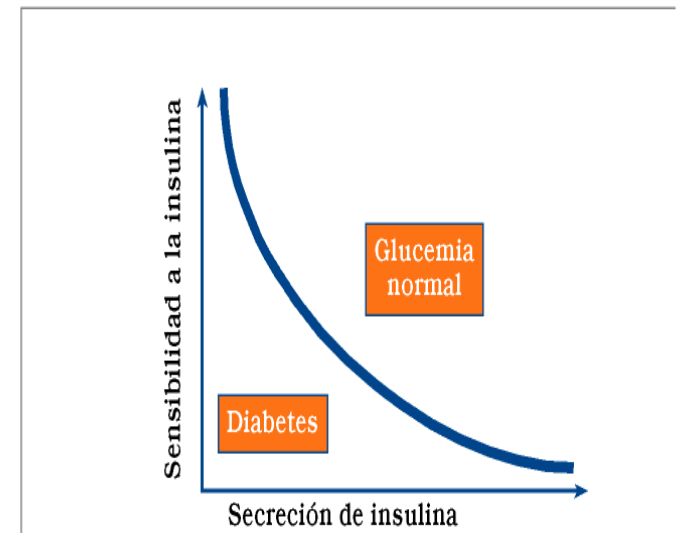 Sensibilidad a la insulina
Glucemia
normal
Diabetes
Secreción de insulina